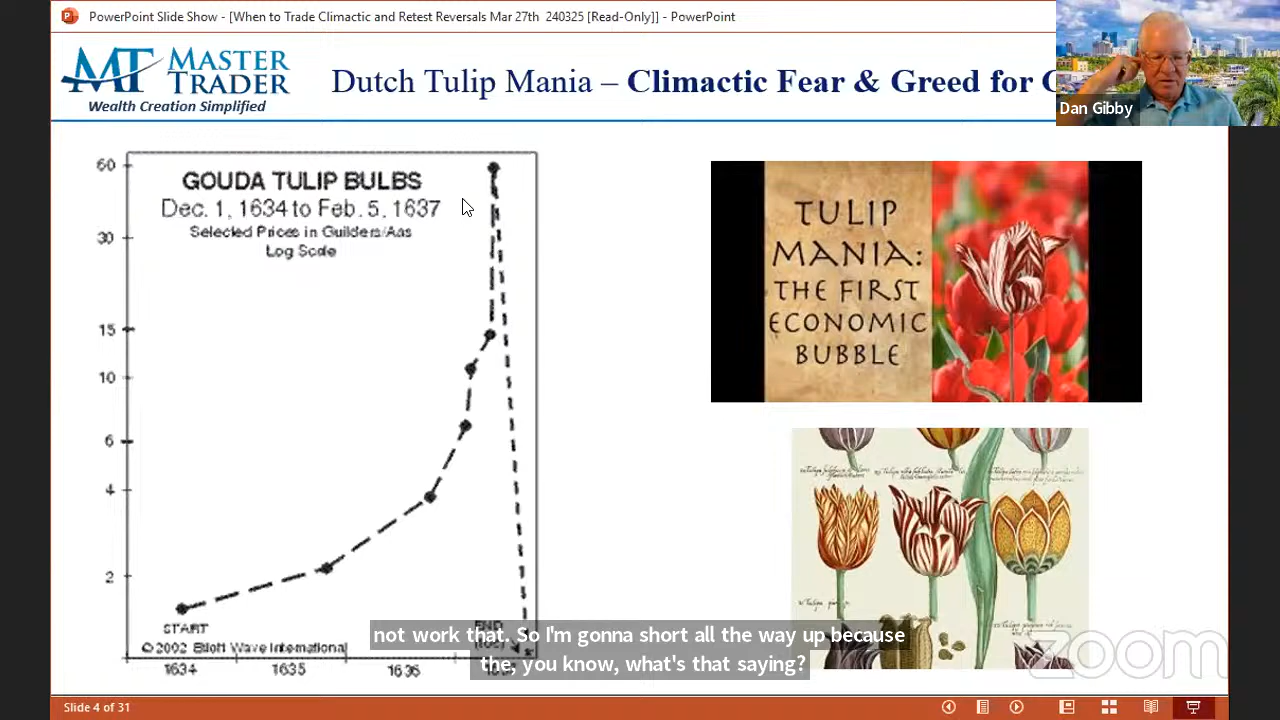 PowerPoint Slide Show - [When to Trade Climactic and Retest Reversals Mar 27th  240325 [Read-Only]] - PowerPoint
MT MASTER TRADER
Wealth Creation Simplified
Dutch Tulip Mania – Climactic Fear & Greed for
Dan Gibby
GOUDA TULIP BULBS
Dec. 1, 1634 to Feb. 5, 1637
Selected Prices in Guilders/Aas
Log Scale
60
30
15
10
6
4
2
START
END
© 2002 Elliott Wave International
1634
1635
1636
TULIP
MANIA:
THE FIRST
ECONOMIC
BUBBLE
not work that. So I'm gonna short all the way up because
the, you know, what's that saying?
zoom
Slide 4 of 31